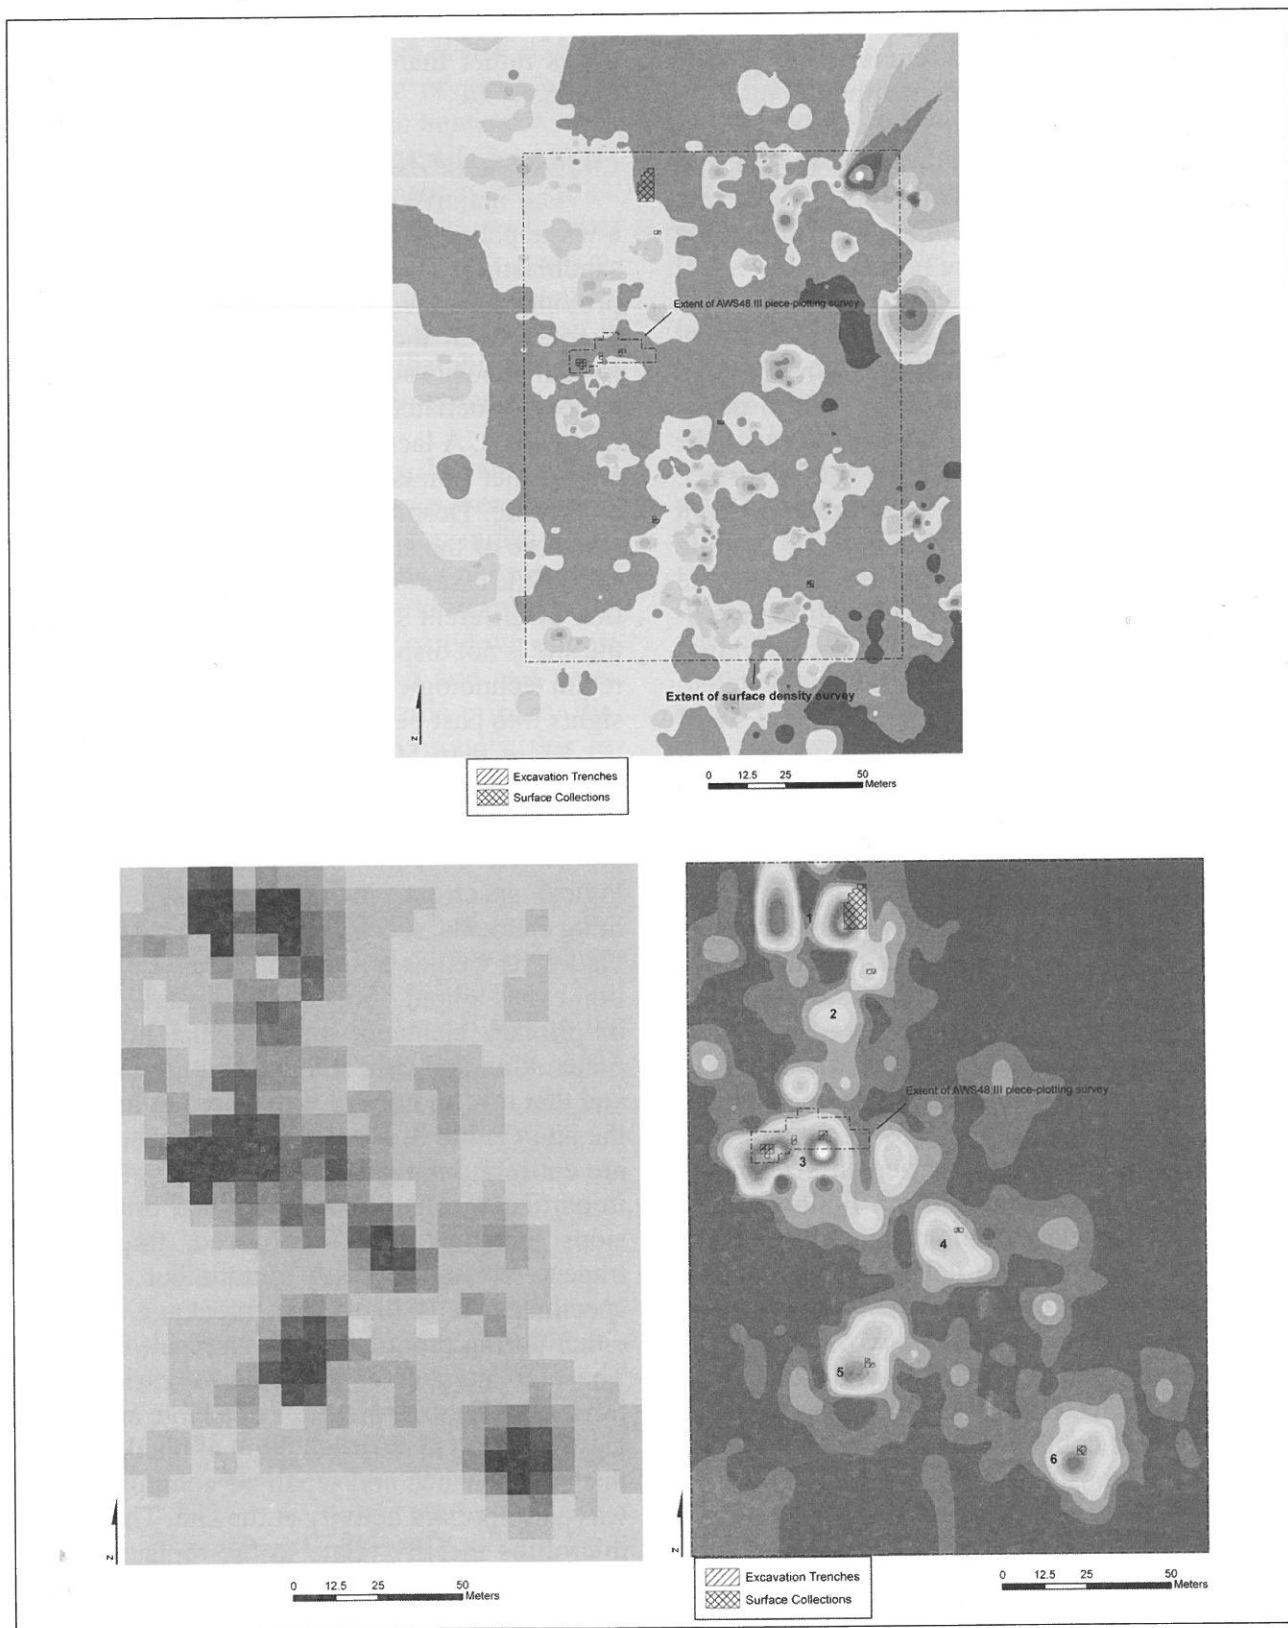 Extent of AWS48 III piece-plotting survey
Extent of surface density survey
N
Excavation Trenches
Surface Collections
0 12.5 25 50
Meters
1
2
Extent of AWS48 III piece-plotting survey
3
4
5
6
N
0 12.5 25 50
Meters
N
Excavation Trenches
Surface Collections
0 12.5 25 50
Meters